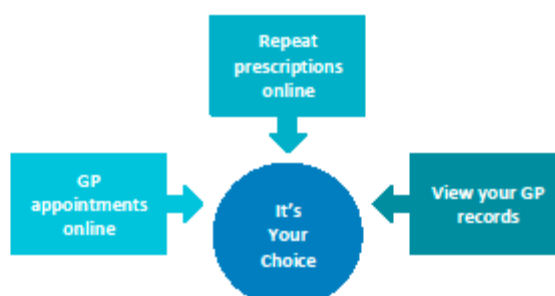 Repeat
prescriptions
online
GP
appointments
online
It's
Your
Choice
View your GP
records